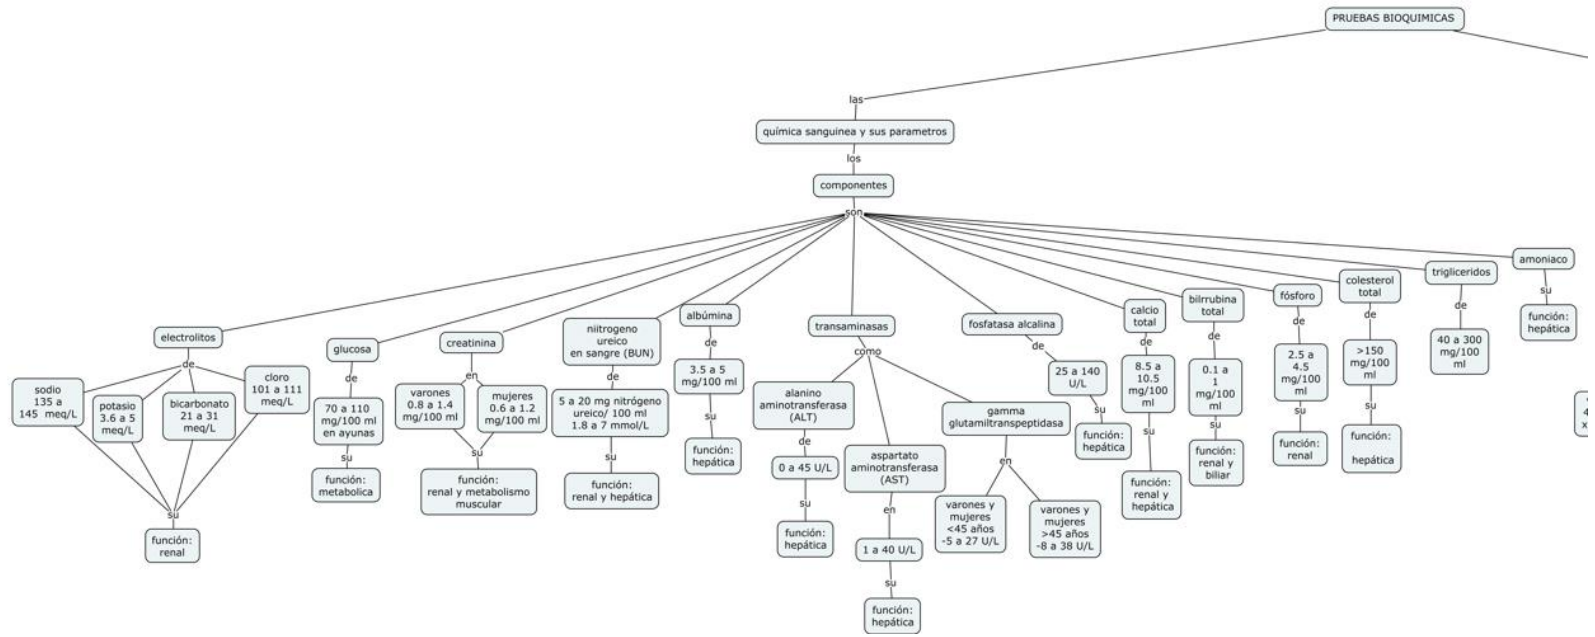 PRUEBAS BIOQUIMICAS
las
química sanguinea y sus parametros
los
componentes
son
electrolitos
de
sodio
135 a
145 meq/L
potasio
3.6 a 5
meq/L
bicarbonato
21 a 31
meq/L
cloro
101 a 111
meq/L
su
función:
renal
glucosa
de
70 a 110
mg/100 ml
en ayunas
su
función:
metabolica
creatinina
en
varones
0.8 a 1.4
mg/100 ml
mujeres
0.6 a 1.2
mg/100 ml
su
función:
renal y metabolismo
muscular
niitrogeno
ureico
en sangre (BUN)
de
5 a 20 mg nitrógeno
ureico/ 100 ml
1.8 a 7 mmol/L
su
función:
renal y hepática
albúmina
de
3.5 a 5
mg/100 ml
su
función:
hepática
transaminasas
como
alanino
aminotransferasa
(ALT)
de
0 a 45 U/L
su
función:
hepática
aspartato
aminotransferasa
(AST)
en
1 a 40 U/L
su
función:
hepática
gamma
glutamiltranspeptidasa
en
varones y
mujeres
<45 años
-5 a 27 U/L
varones y
mujeres
>45 años
-8 a 38 U/L
fosfatasa alcalina
de
25 a 140
U/L
su
función:
hepática
calcio
total
de
8.5 a
10.5
mg/100
ml
su
función:
renal y
hepática
bilrrubina
total
de
0.1 a
1
mg/100
ml
su
función:
renal y
biliar
fósforo
de
2.5 a
4.5
mg/100
ml
su
función:
renal
colesterol
total
de
>150
mg/100
ml
su
función:
hepática
trigliceridos
de
40 a 300
mg/100
ml
amoniaco
su
función:
hepática
4
x